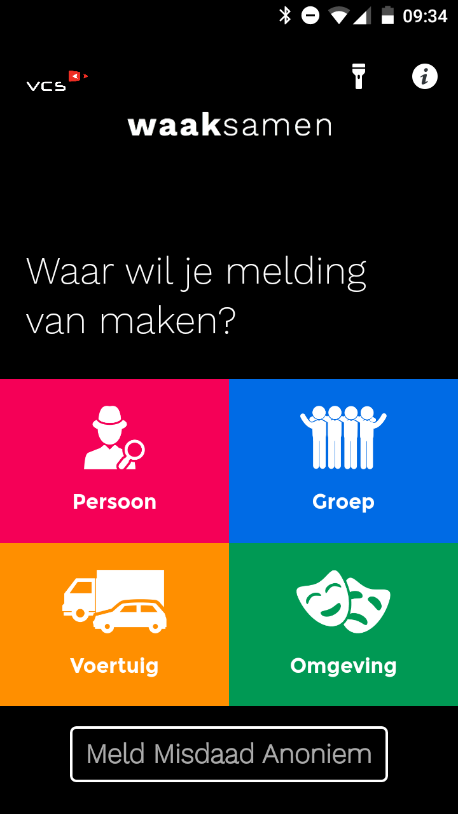 09:34
VCS
waaksamen
Waar wil je melding
van maken?
Persoon
Groep
Voertuig
Omgeving
Meld Misdaad Anoniem